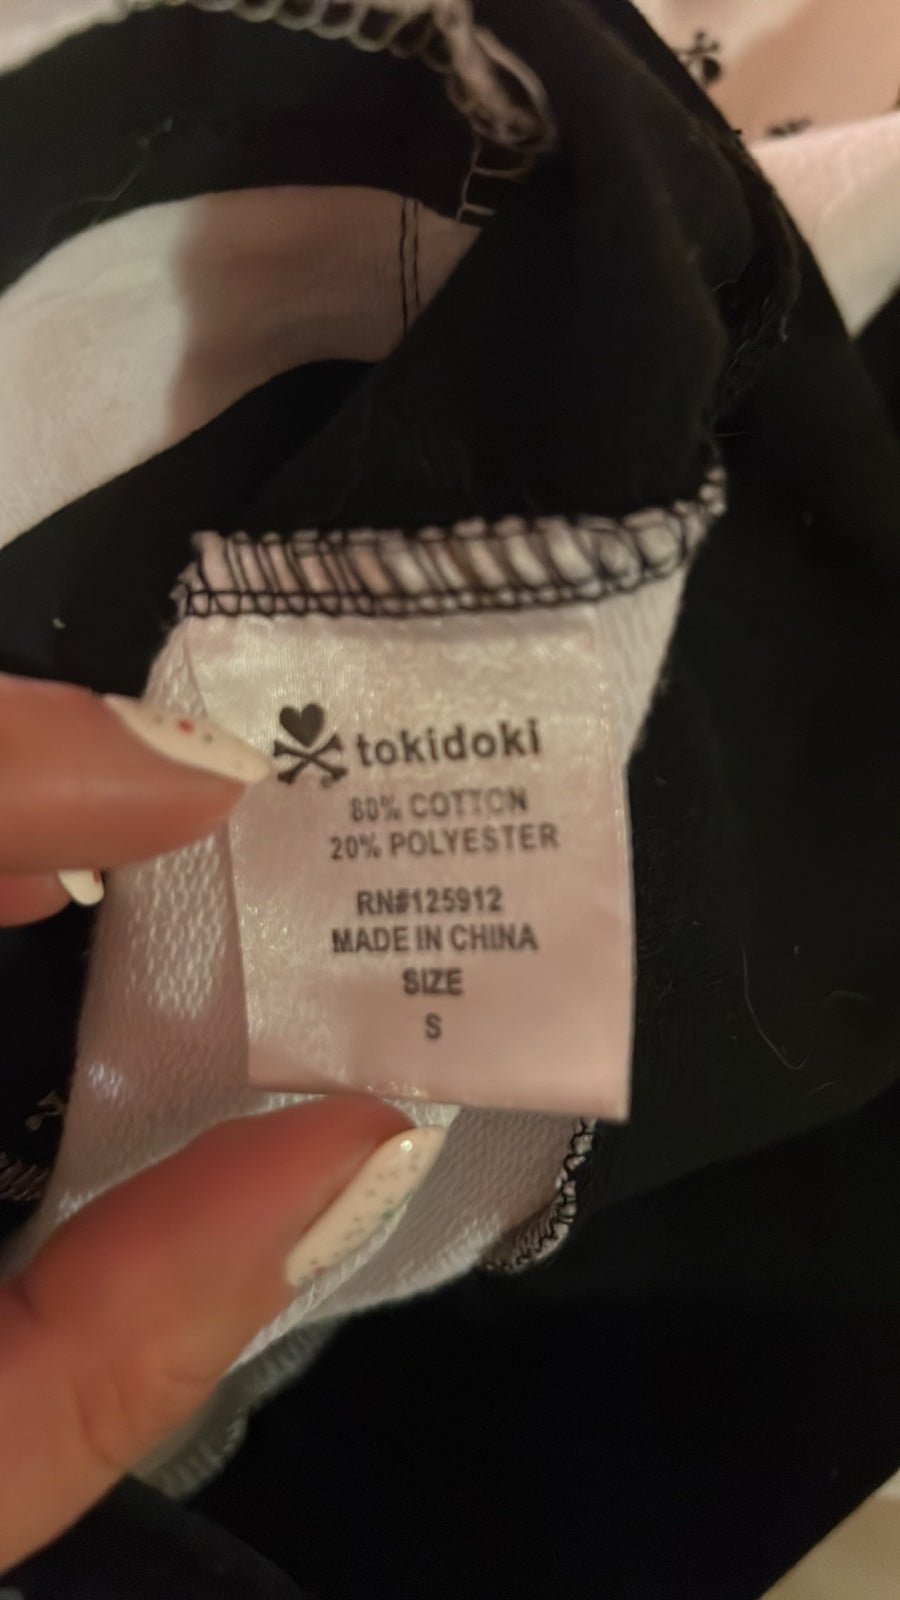 tokidoki
80% COTTON
20% POLYESTER
RN#125912
MADE IN CHINA
SIZE
S